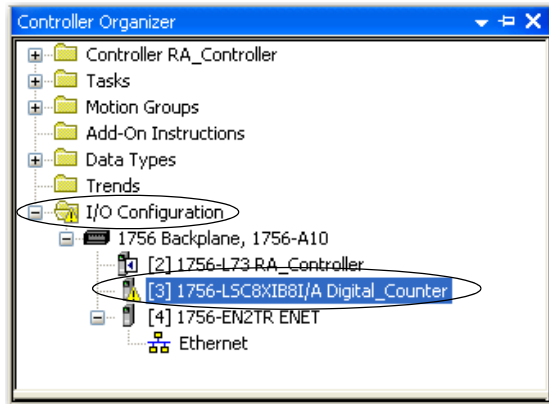 Controller Organizer
Controller RA_Controller
Tasks
Motion Groups
Add-On Instructions
Data Types
Trends
I/O Configuration
1756 Backplane, 1756-A10
[2] 1756-L73 RA_Controller
[3] 1756-LSC8XIB8I/A Digital_Counter
[4] 1756-EN2TR ENET
Ethernet